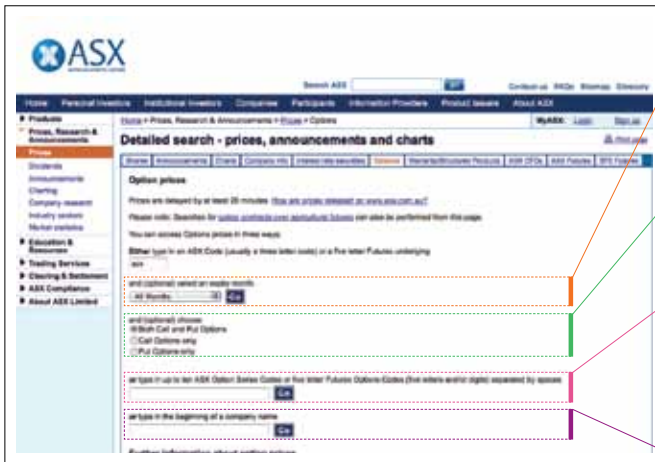 ASX
Search ASX
Go
Contact us FAQs Sitemap Glossary
Home Personal Investors Institutional Investors Companies Participants Information Providers Product Issuers About ASX
Products
Prices, Research & Announcements
Prices
Dividends
Announcements
Charting
Company research
Industry sectors
Market statistics
Education & Resources
Trading Services
Clearing & Settlement
ASX Compliance
About ASX Limited
Home > Prices, Research & Announcements > Prices > Options
MyASX: Login Sign up
Detailed search - prices, announcements and charts
Print page
Shares Announcements Charts Company info Interest rate securities Options Warrants/Structured Products ASX CFDs ASX Futures SFE Futures
Option prices
Prices are delayed by at least 20 minutes. How are prices delayed on www.asx.com.au?
Please note: Searches for option contracts over agricultural futures can also be performed from this page.
You can access Options prices in three ways:
Either type in an ASX Code (usually a three letter code) or a five letter Futures underlying
and (optional) select an expiry month
All Months
Go
and (optional) choose
Both Call and Put Options
Call Options only
Put Options only
or type in up to ten ASX Option Series Codes or five letter Futures Options Codes (five letters and/or digits) separated by spaces
Go
or type in the beginning of a company name
Go
Further information about option prices